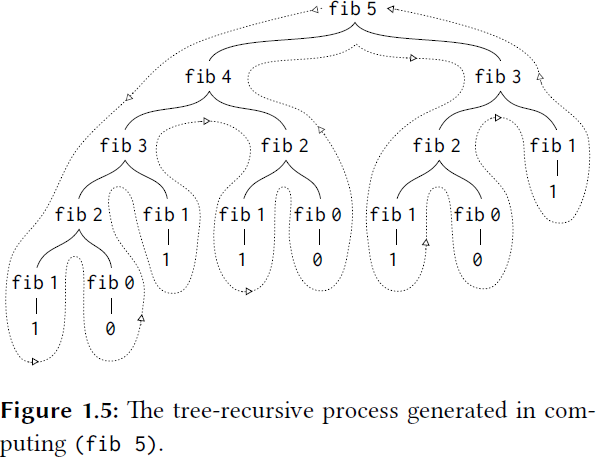 fib 5
fib 4 fib 3
fib 3 fib 2 fib 2 fib 1
1
fib 2 fib 1 fib 1 fib 0 fib 1 fib 0
1 1 0 1 0
fib 1 fib 0
1 0
Figure 1.5: The tree-recursive process generated in com-
puting (fib 5).